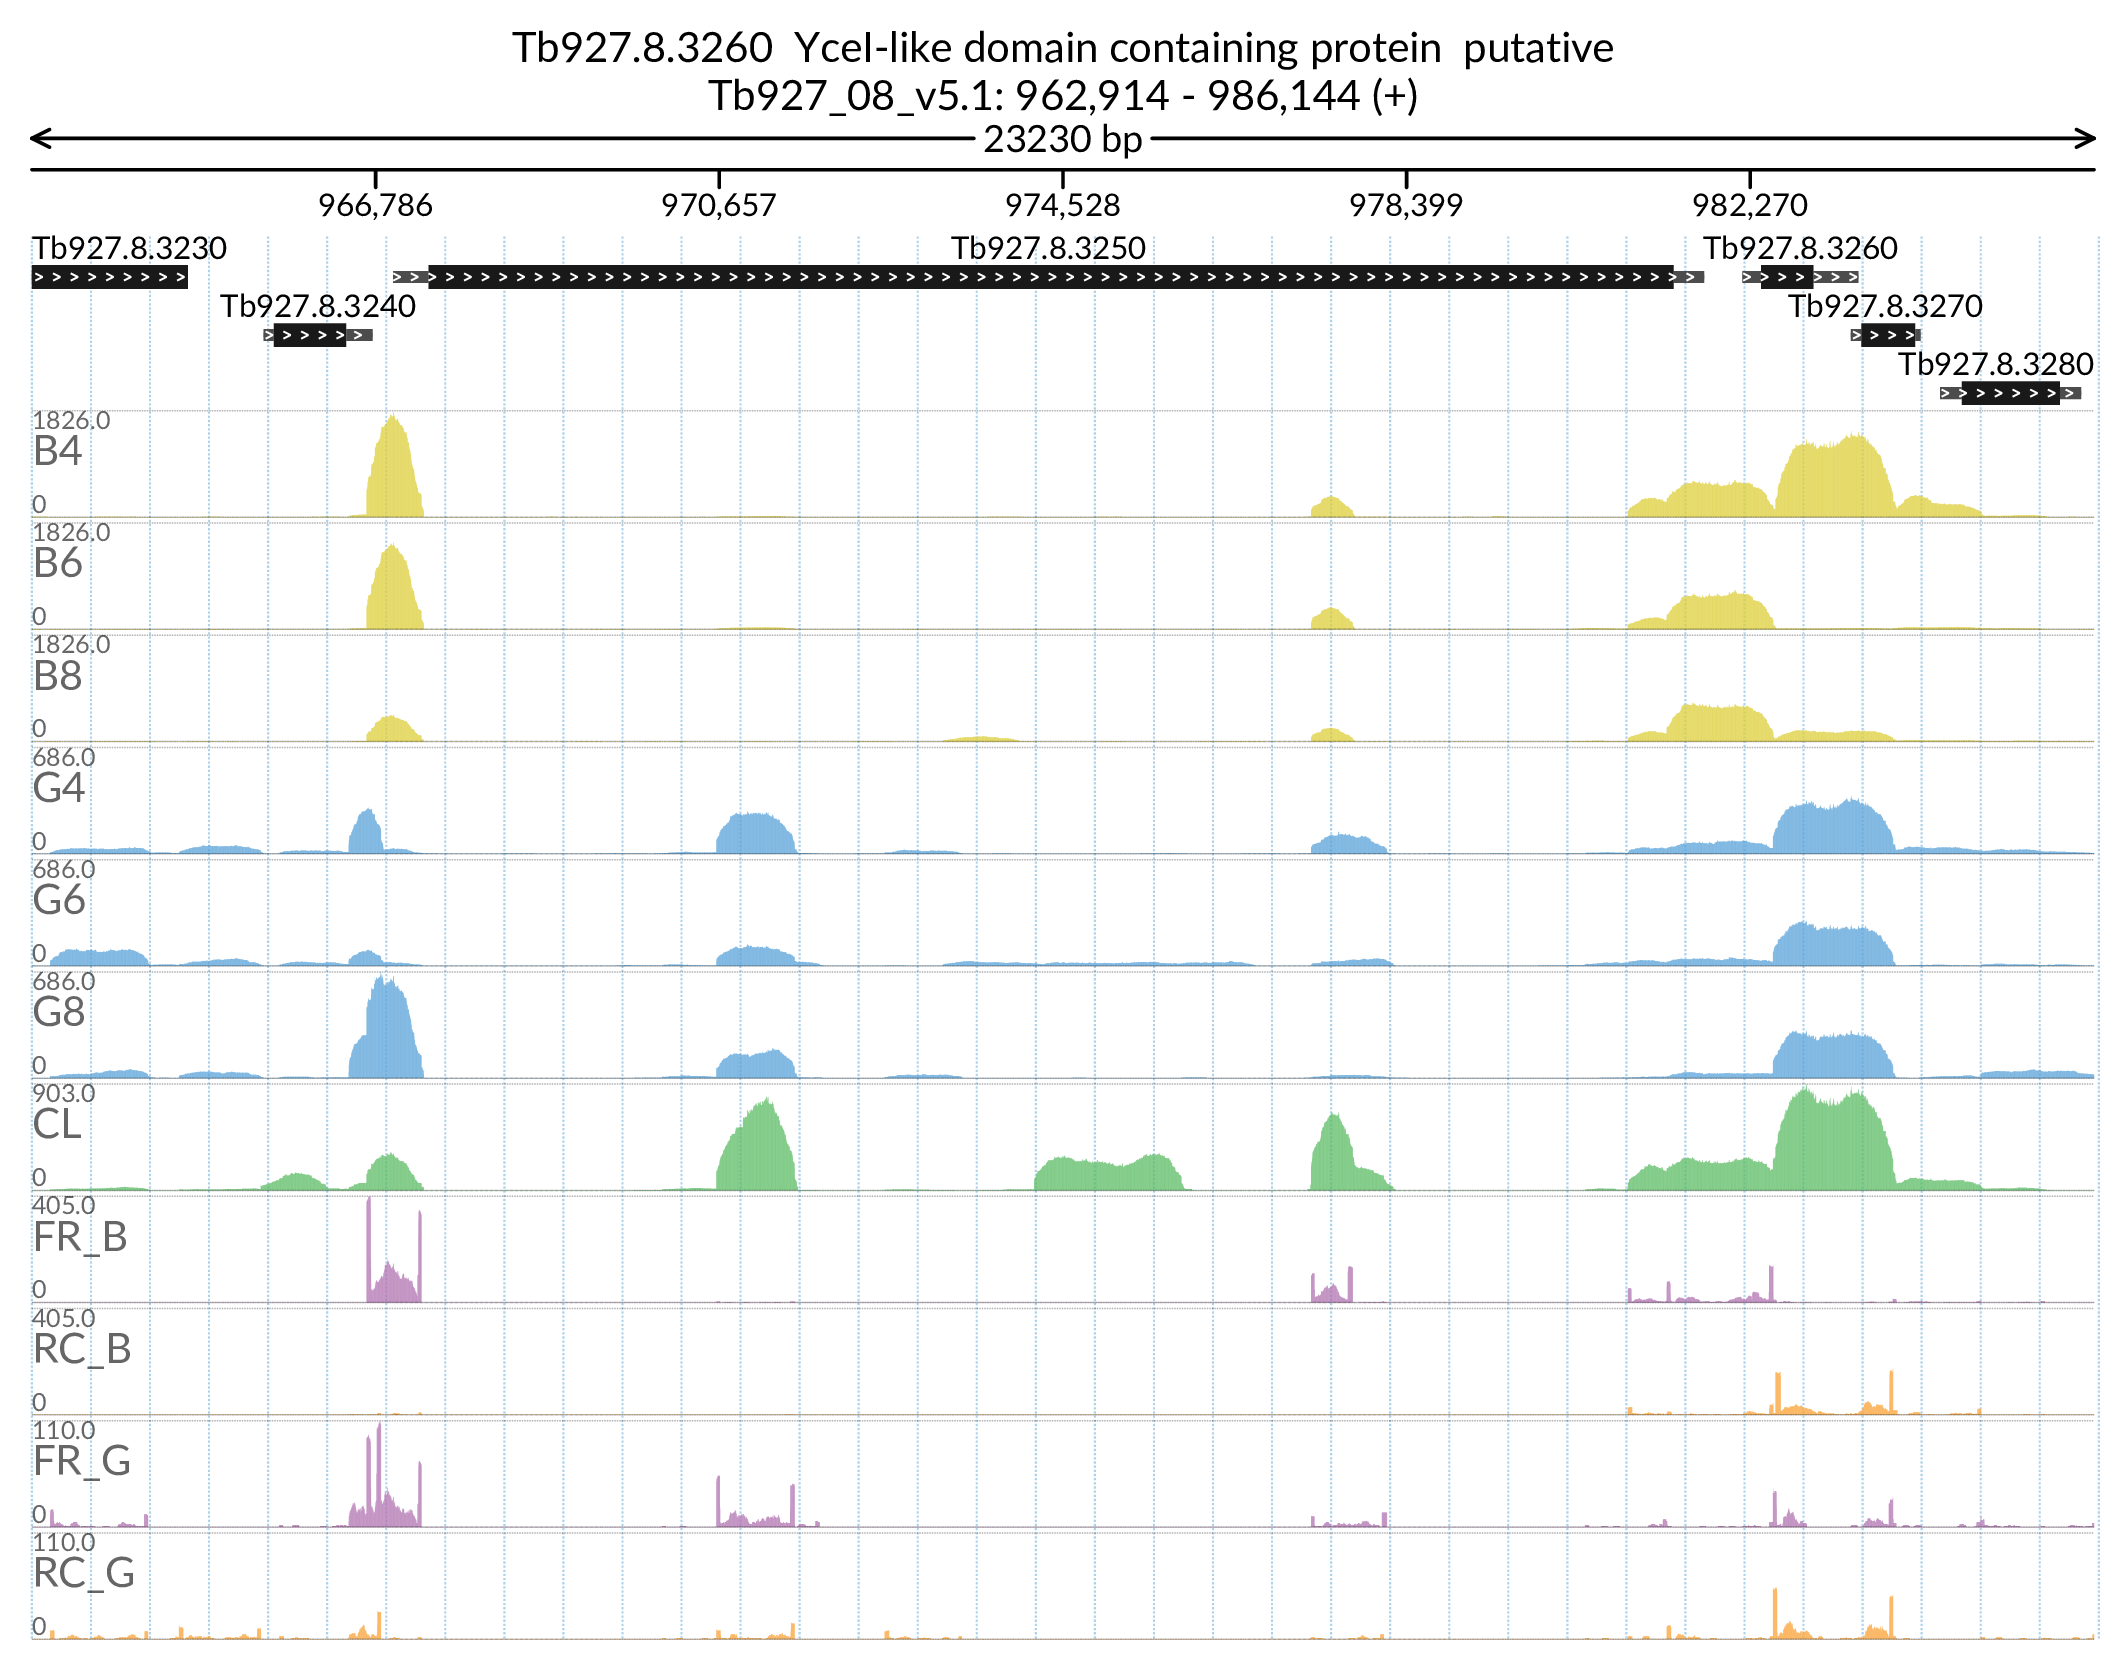 Tb927.8.3260  YceI-like domain containing protein  putative
Tb927_08_v5.1: 962,914 - 986,144 (+)
23230 bp
966,786 970,657 974,528 978,399 982,270
Tb927.8.3230 Tb927.8.3250 Tb927.8.3260
Tb927.8.3240 Tb927.8.3270
Tb927.8.3280
1826.0
B4
0
1826.0
B6
0
1826.0
B8
0
686.0
G4
0
686.0
G6
0
686.0
G8
0
903.0
CL
0
405.0
FR_B
0
405.0
RC_B
0
110.0
FR_G
0
110.0
RC_G
0